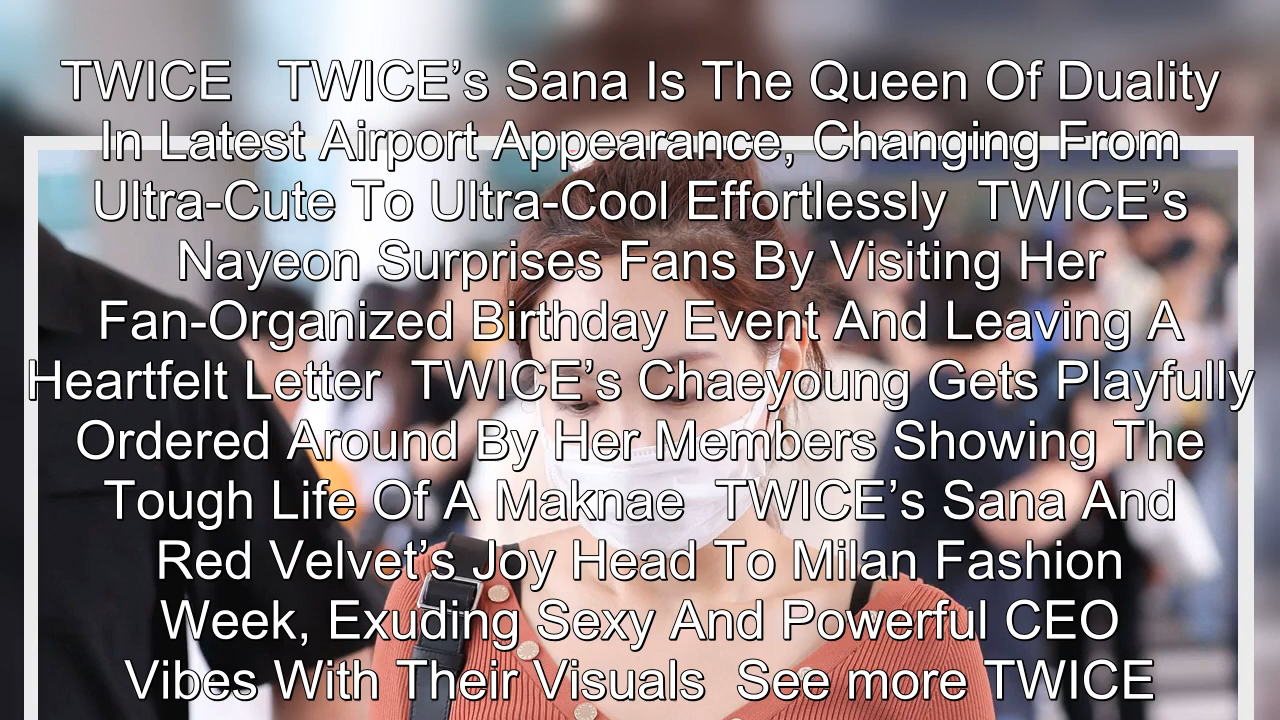 TWICE   TWICE’s Sana Is The Queen Of Duality
In Latest Airport Appearance, Changing From
Ultra-Cute To Ultra-Cool Effortlessly  TWICE’s
Nayeon Surprises Fans By Visiting Her
Fan-Organized Birthday Event And Leaving A
Heartfelt Letter  TWICE’s Chaeyoung Gets Playfully
Ordered Around By Her Members Showing The
Tough Life Of A Maknae  TWICE’s Sana And
Red Velvet’s Joy Head To Milan Fashion
Week, Exuding Sexy And Powerful CEO
Vibes With Their Visuals  See more TWICE